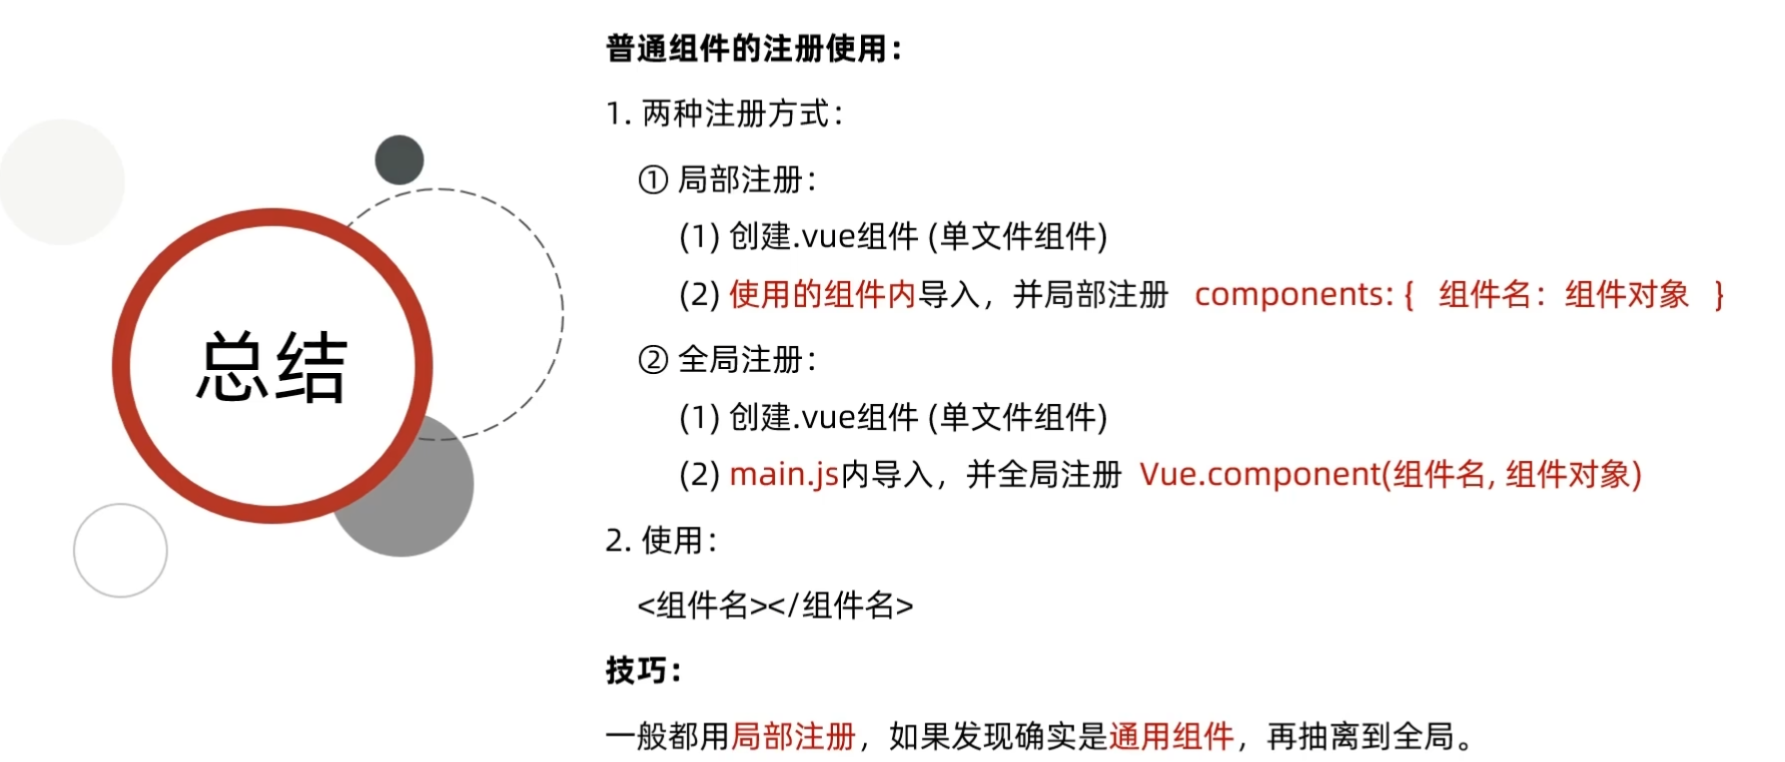 总结
普通组件的注册使用：
1. 两种注册方式：
① 局部注册：
(1) 创建.vue组件 (单文件组件)
(2) 使用的组件内导入，并局部注册 components: { 组件名：组件对象 }
② 全局注册：
(1) 创建.vue组件 (单文件组件)
(2) main.js内导入，并全局注册 Vue.component(组件名, 组件对象)
2. 使用：
<组件名></组件名>
技巧：
一般都用局部注册，如果发现确实是通用组件，再抽离到全局。